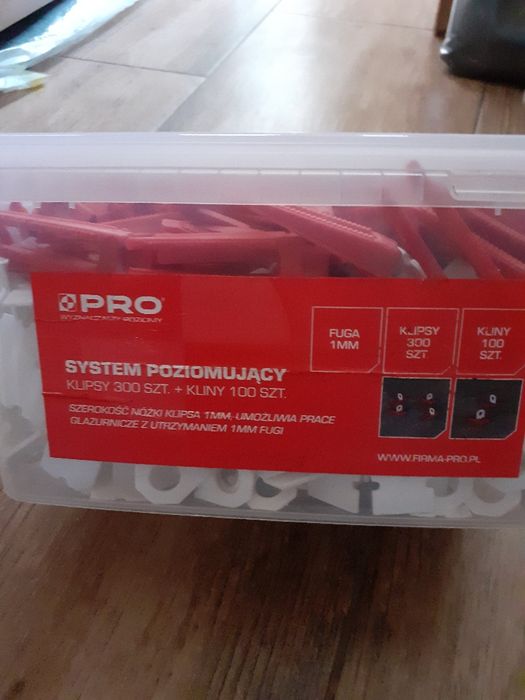 PRO
WYZNACZAMY POZIOMY
FUGA
1MM
KLIPSY
300
SZT.
KLINY
100
SZT.
SYSTEM POZIOMUJĄCY
KLIPSY 300 SZT. + KLINY 100 SZT.
SZEROKOŚĆ NÓŻKI KLIPSA 1MM, UMOŻLIWIA PRACE
GLAZURNICZE Z UTRZYMANIEM 1MM FUGI
WWW.FIRMA-PRO.PL